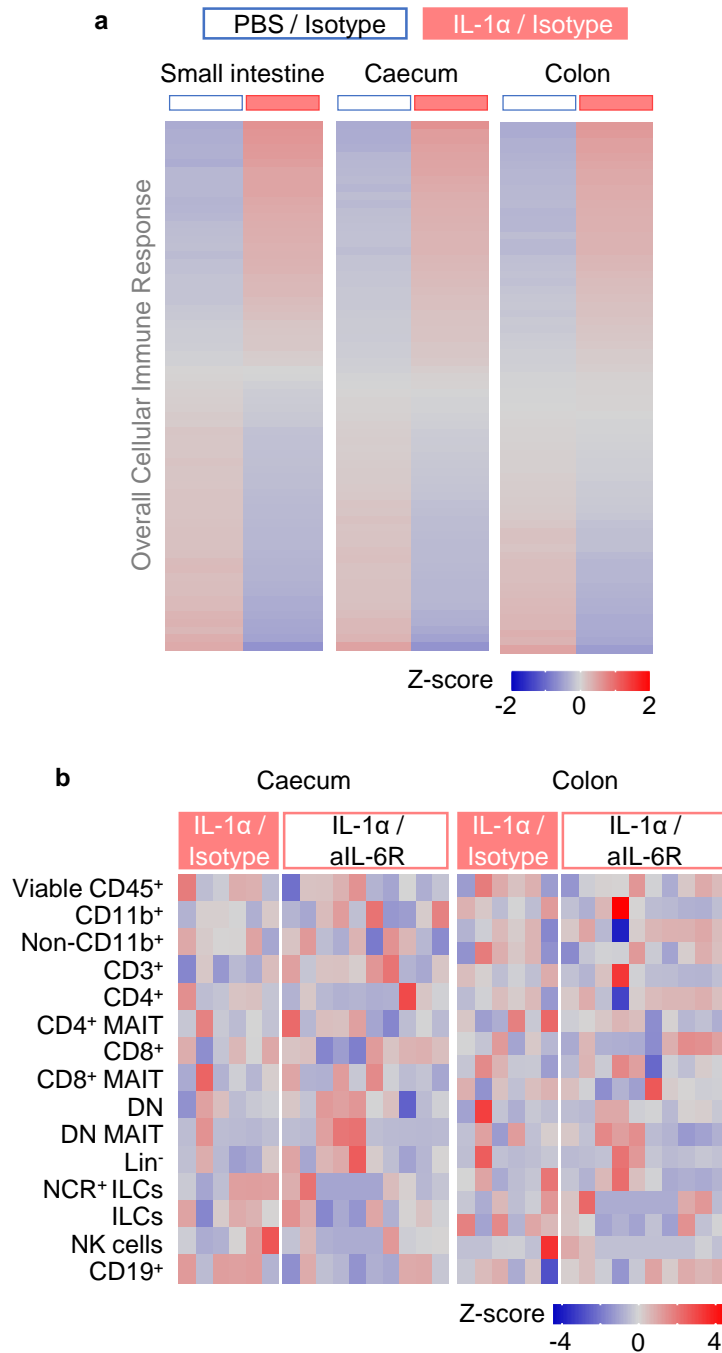 a
PBS / Isotype
IL-1α / Isotype
Small intestine
Caecum
Colon
Overall Cellular Immune Response
Z-score
-2
0
2
b
Caecum
Colon
IL-1α /
Isotype
IL-1α /
aIL-6R
IL-1α /
Isotype
IL-1α /
aIL-6R
Viable CD45⁺
CD11b⁺
Non-CD11b⁺
CD3⁺
CD4⁺
CD4⁺ MAIT
CD8⁺
CD8⁺ MAIT
DN
DN MAIT
Lin⁻
NCR⁺ ILCs
ILCs
NK cells
CD19⁺
Z-score
-4
0
4